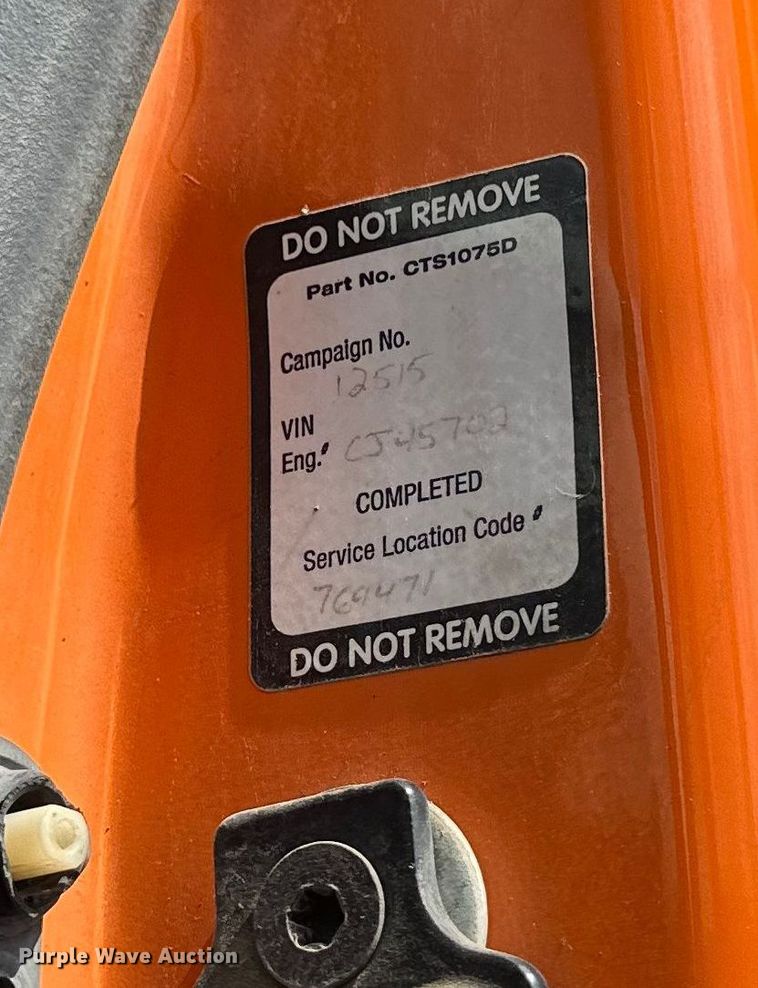 DO NOT REMOVE
Part No. CTS1075D
Campaign No.
12515
VIN
Eng.# CJ45702
COMPLETED
Service Location Code #
769471
DO NOT REMOVE
Purple Wave Auction